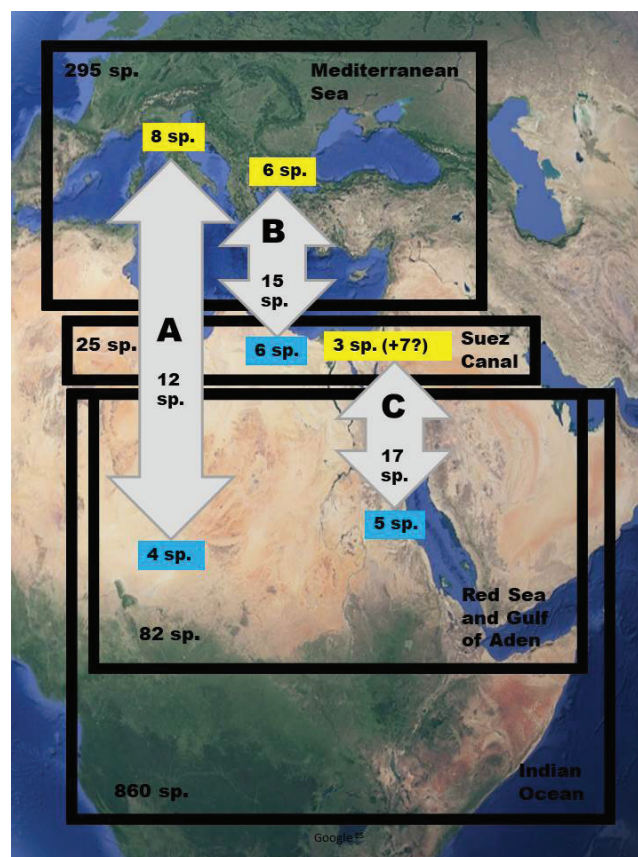 295 sp.
Mediterranean
Sea
8 sp.
6 sp.
B
15
sp.
A
12
sp.
25 sp.
6 sp.
3 sp. (+7?)
Suez
Canal
C
17
sp.
4 sp.
5 sp.
82 sp.
Red Sea
and Gulf
of Aden
860 sp.
Indian
Ocean
Google